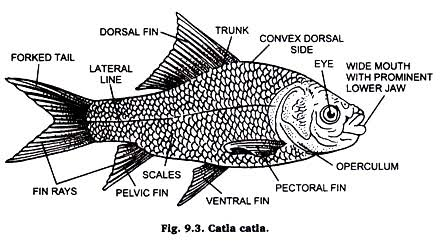 DORSAL FIN
TRUNK
CONVEX DORSAL
SIDE
FORKED TAIL
LATERAL
LINE
EYE
WIDE MOUTH
WITH PROMINENT
LOWER JAW
OPERCULUM
PECTORAL FIN
SCALES
FIN RAYS
PELVIC FIN
VENTRAL FIN
Fig. 9.3. Catla catla.